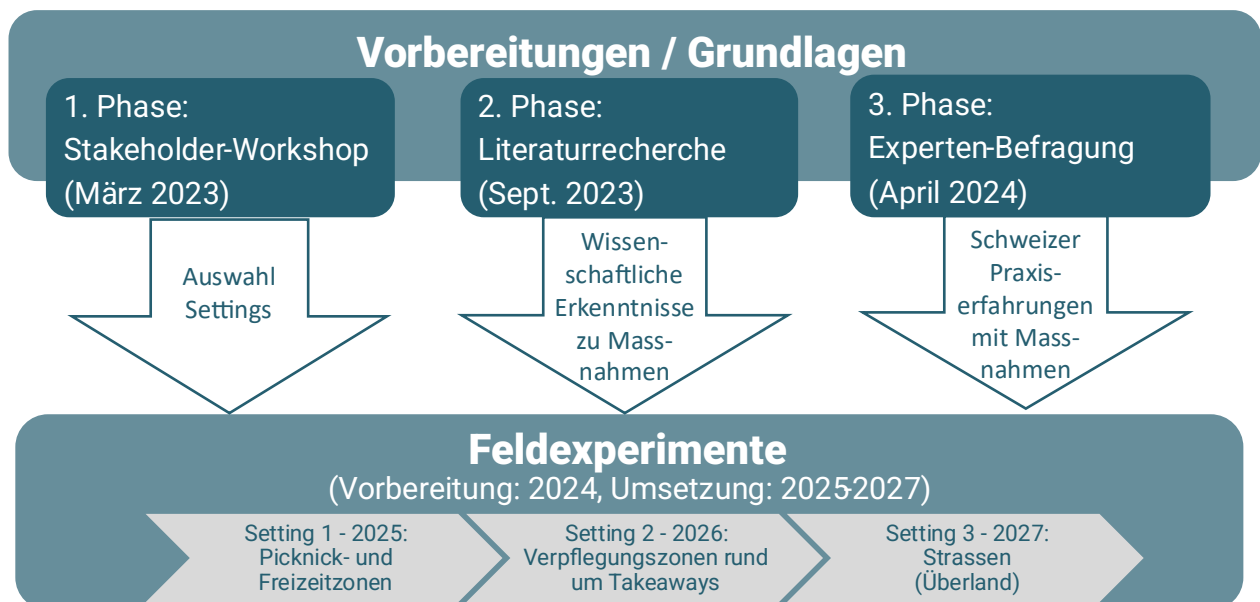 Vorbereitungen / Grundlagen
1. Phase:
Stakeholder-Workshop
(März 2023)
2. Phase:
Literaturrecherche
(Sept. 2023)
3. Phase:
Experten-Befragung
(April 2024)
Auswahl
Settings
Wissen-
schaftliche
Erkenntnisse
zu Mass-
nahmen
Schweizer
Praxis-
erfahrungen
mit Mass-
nahmen
Feldexperimente
(Vorbereitung: 2024, Umsetzung: 2025-2027)
Setting 1 - 2025:
Picknick- und
Freizeitzonen
Setting 2 - 2026:
Verpflegungszonen rund
um Takeaways
Setting 3 - 2027:
Strassen
(Überland)